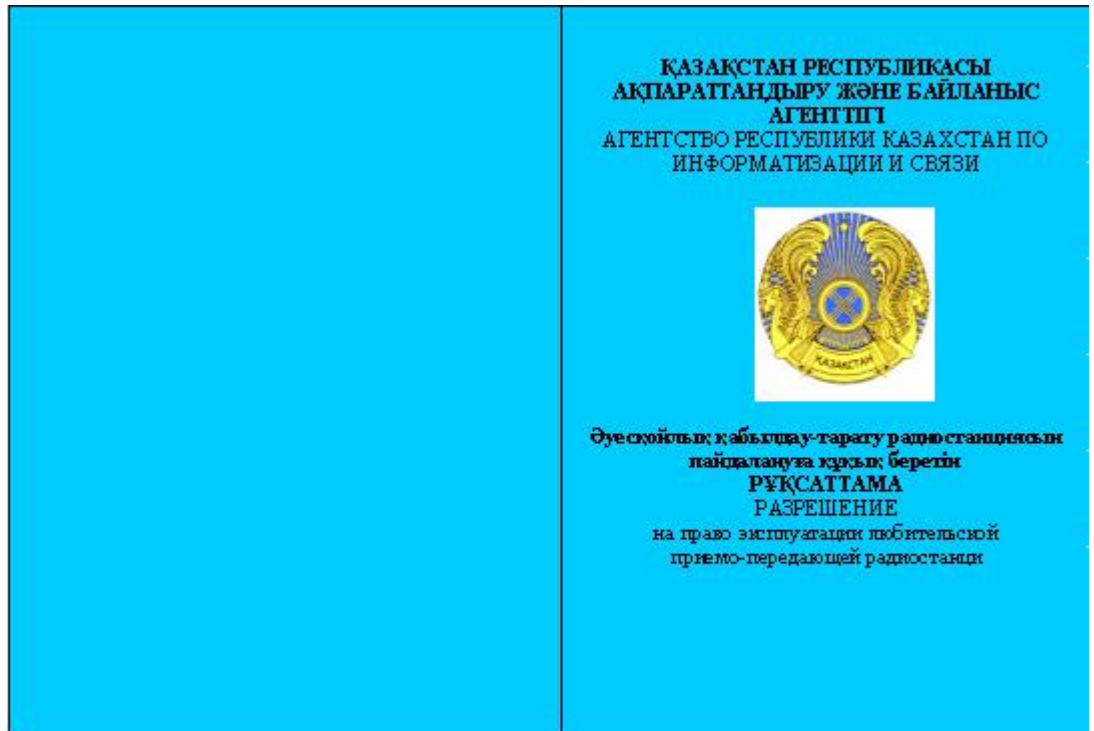 ҚАЗАҚСТАН РЕСПУБЛИКАСЫ
АҚПАРАТТАНДЫРУ ЖӘНЕ БАЙЛАНЫС
АГЕНТТІГІ
АГЕНТСТВО РЕСПУБЛИКИ КАЗАХСТАН ПО
ИНФОРМАТИЗАЦИИ И СВЯЗИ
ҚАЗАҚСТАН
Әуесқойлық қабылдау-тарату радиостанциясын
пайдалануға құқық беретін
РҰҚСАТТАМА
РАЗРЕШЕНИЕ
на право эксплуатации любительской
приемо-передающей радиостанци